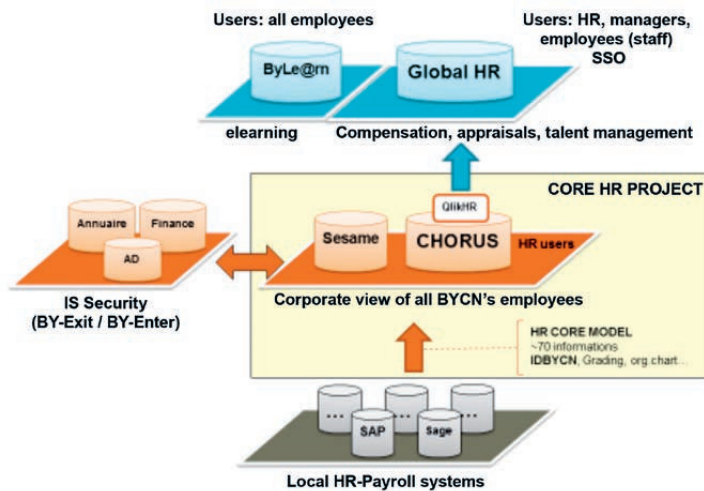 Users: all employees
Users: HR, managers,
employees (staff)
SSO
ByLe@rn
Global HR
elearning
Compensation, appraisals, talent management
CORE HR PROJECT
QlikHR
Annuaire
Finance
AD
Sesame
CHORUS
HR users
IS Security
(BY-Exit / BY-Enter)
Corporate view of all BYCN's employees
HR CORE MODEL
~70 informations
IDBYCN, Grading, org chart...
...
...
...
SAP
Sage
Local HR-Payroll systems